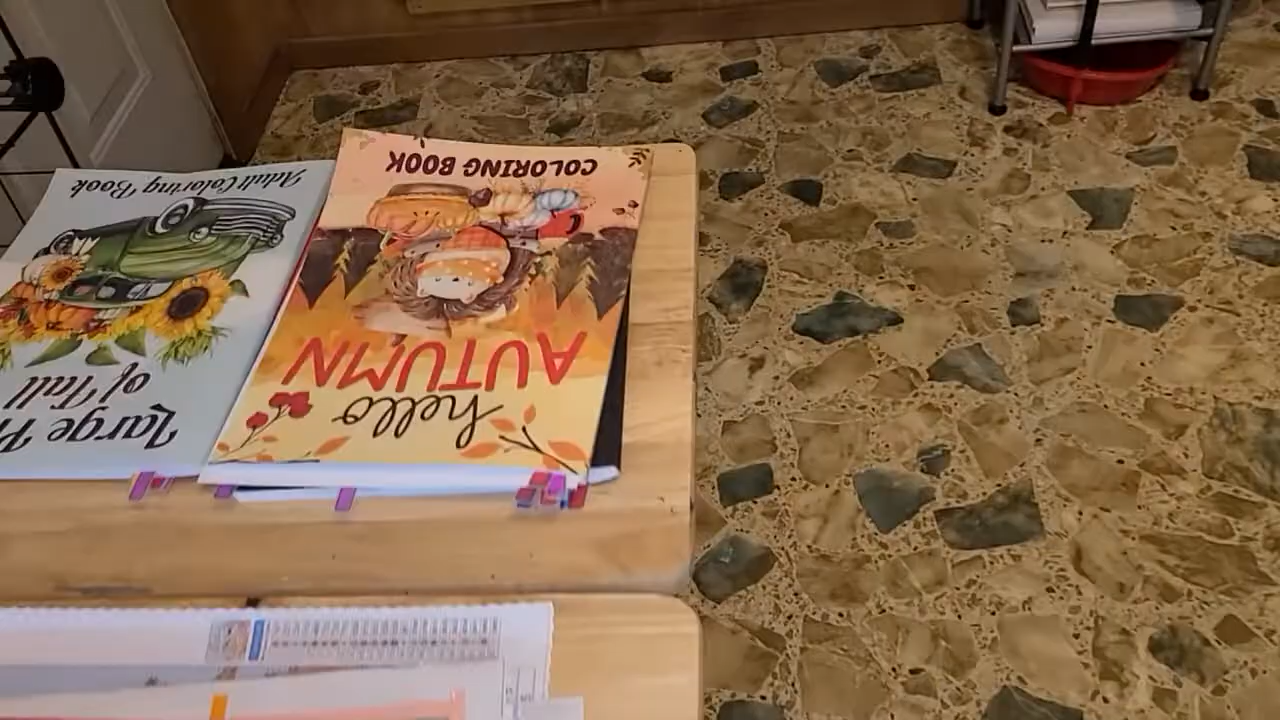 hello
AUTUMN
COLORING BOOK
Large
of Fall
Adult Coloring Book